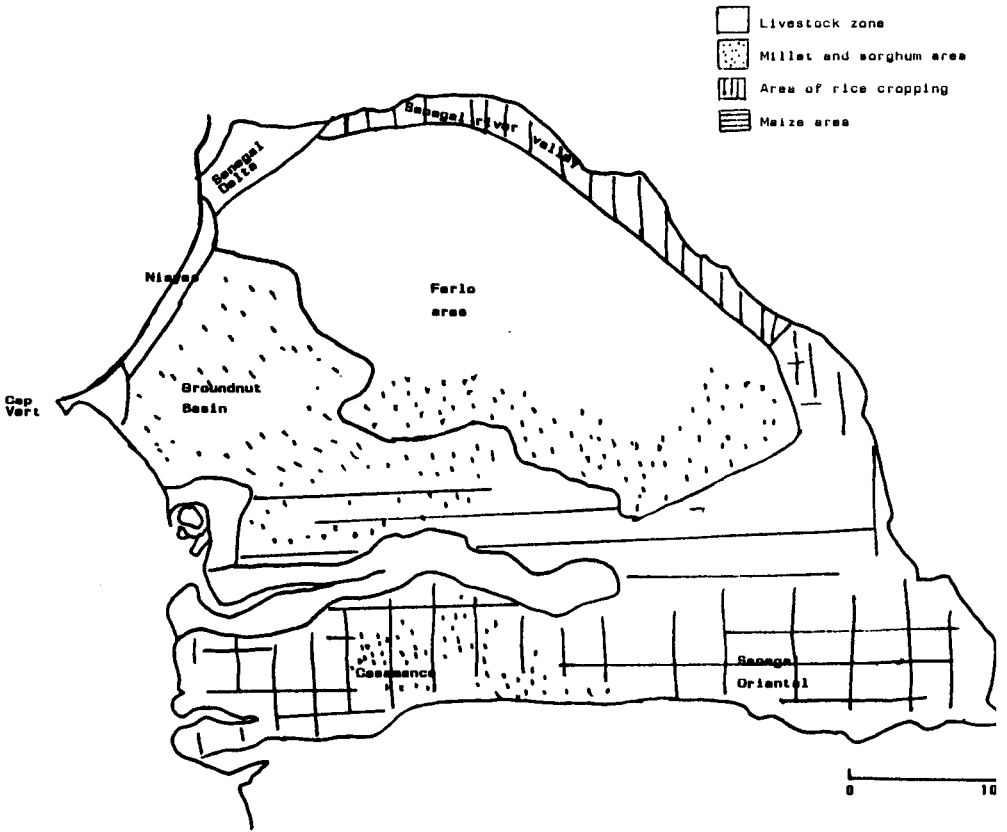 Livestock zone
Millet and sorghum area
Area of rice cropping
Maize area
Senegal river valley
Senegal
Delta
Niayes
Ferlo
area
Groundnut
Basin
Cap
Vert
Casamance
Senegal
Oriental
0 10